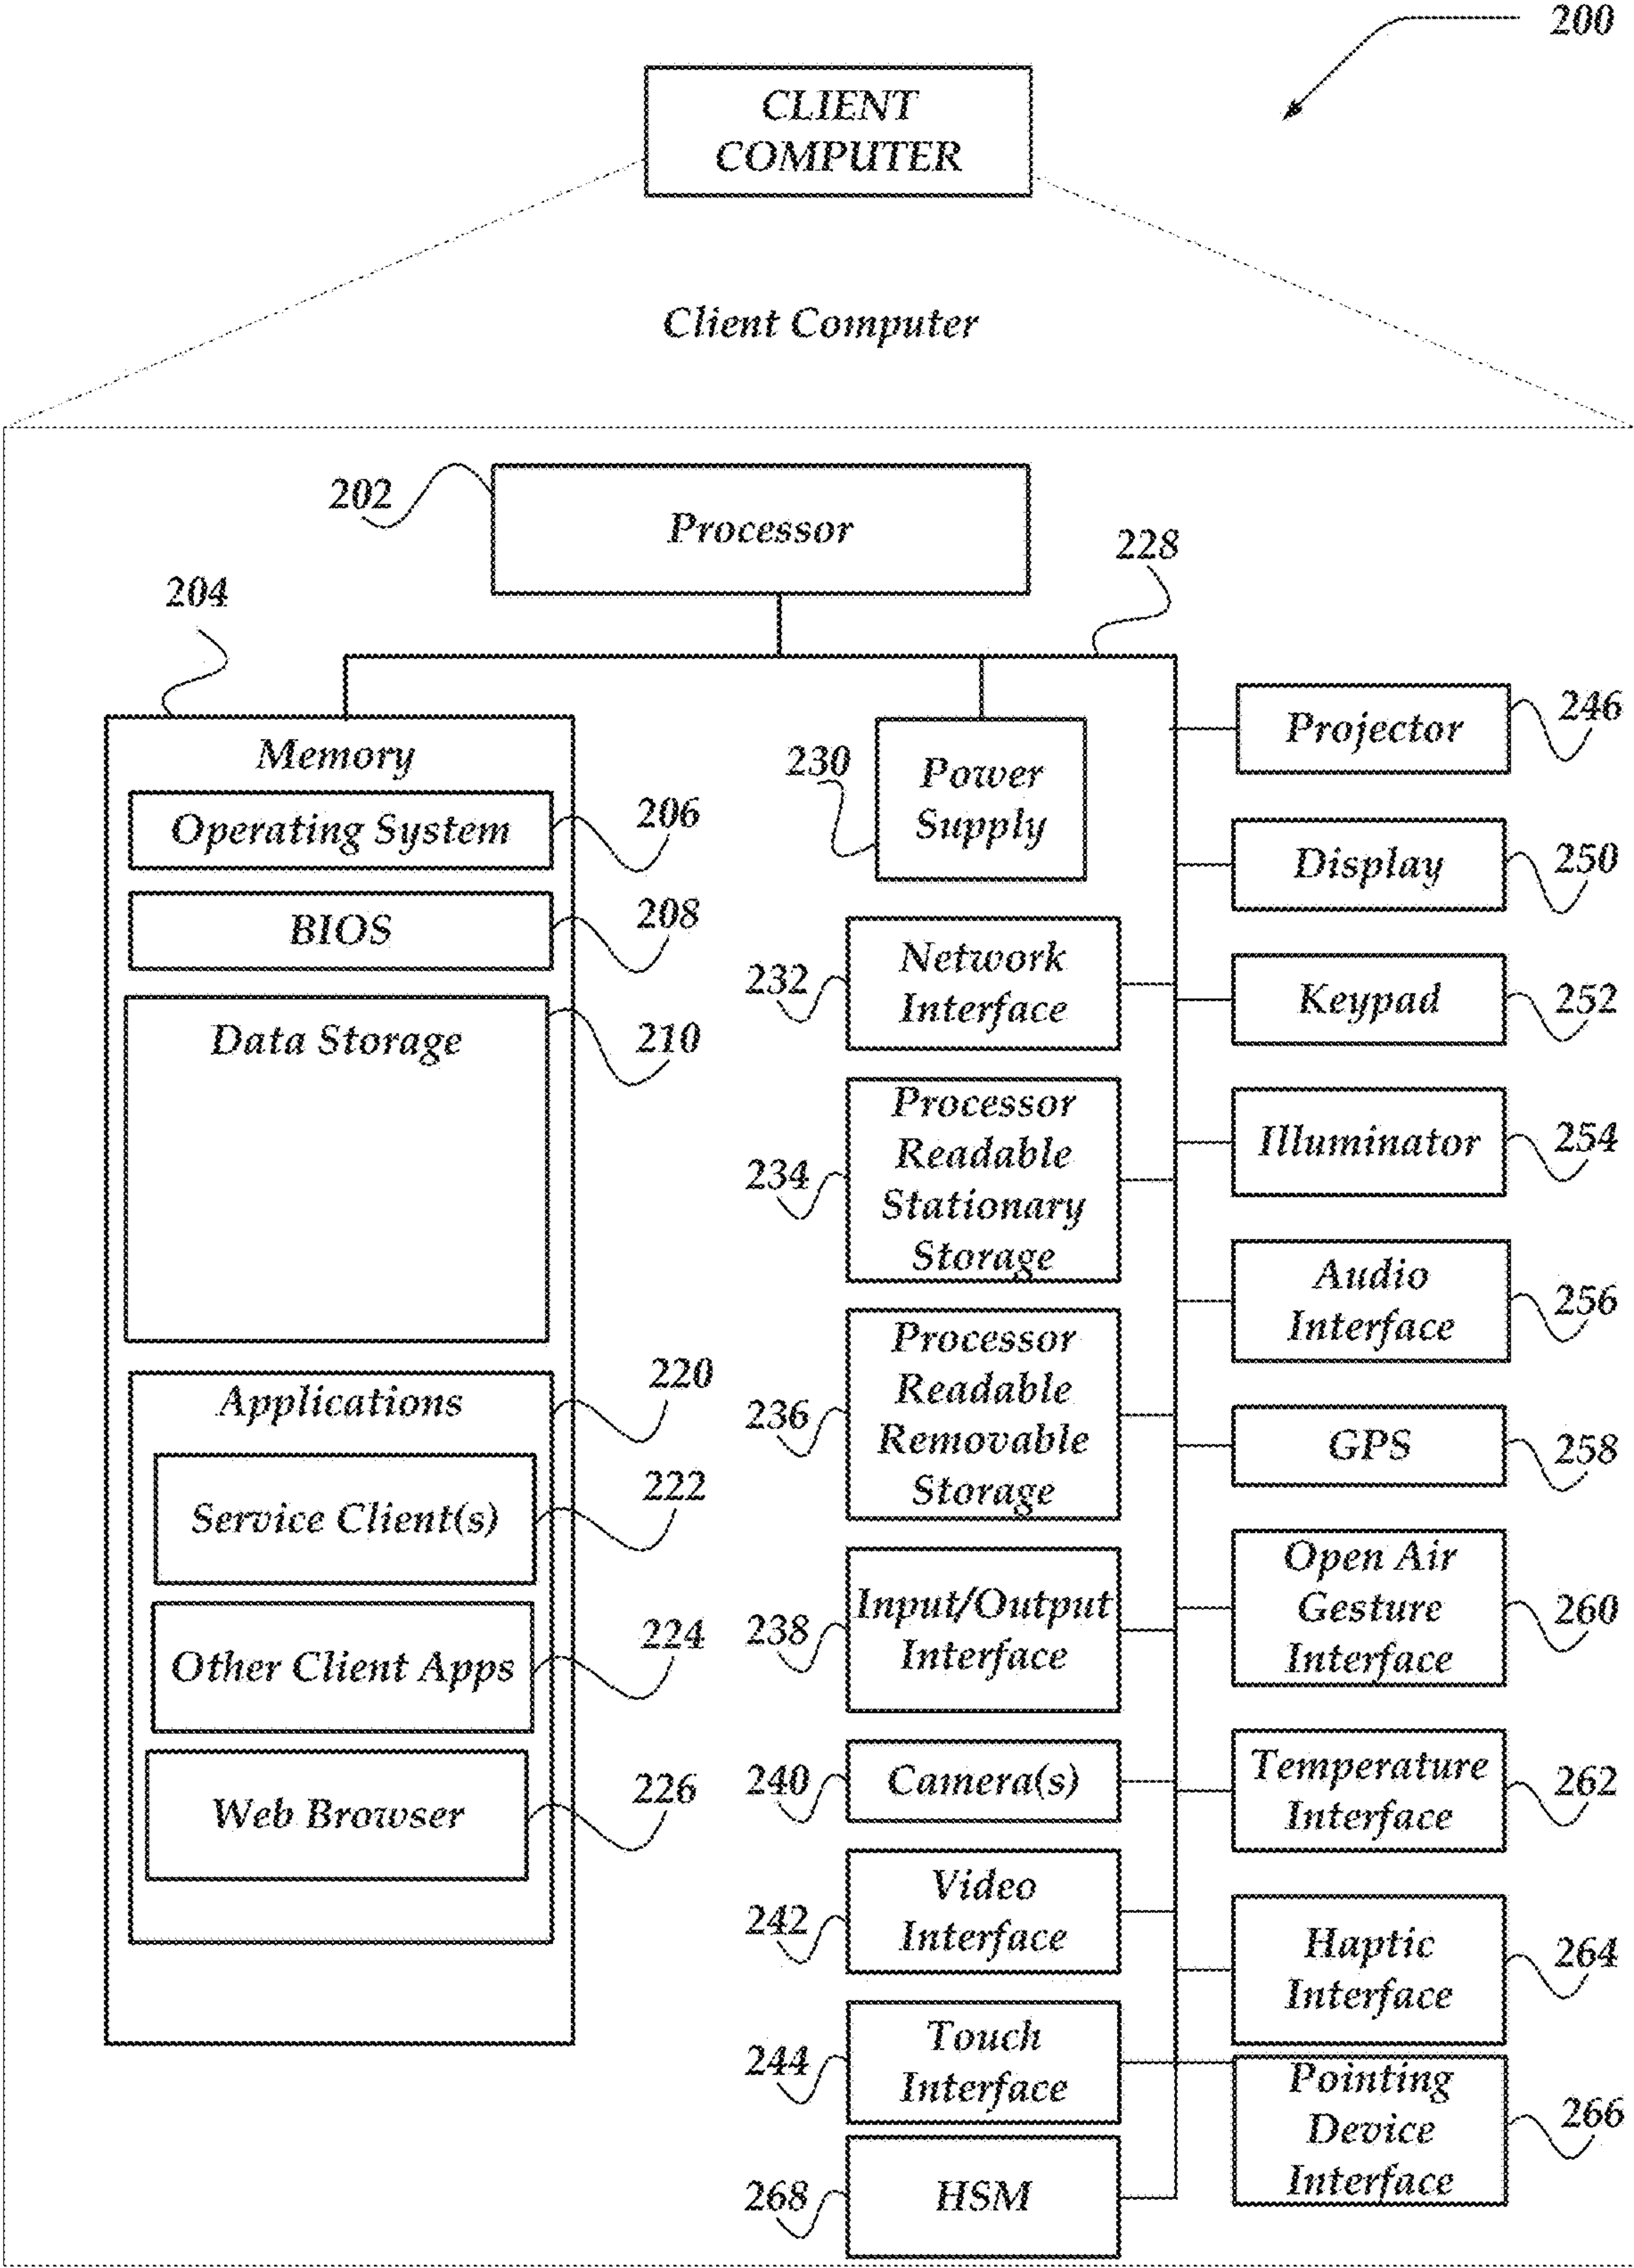 200
CLIENT
COMPUTER
Client Computer
202
Processor
228
204
Memory
Operating System
206
BIOS
208
Data Storage
210
Applications
220
Service Client(s)
222
Other Client Apps
224
Web Browser
226
230
Power
Supply
232
Network
Interface
234
Processor
Readable
Stationary
Storage
236
Processor
Readable
Removable
Storage
238
Input/Output
Interface
240
Camera(s)
242
Video
Interface
244
Touch
Interface
268
HSM
Projector
246
Display
250
Keypad
252
Illuminator
254
Audio
Interface
256
GPS
258
Open Air
Gesture
Interface
260
Temperature
Interface
262
Haptic
Interface
264
Pointing
Device
Interface
266